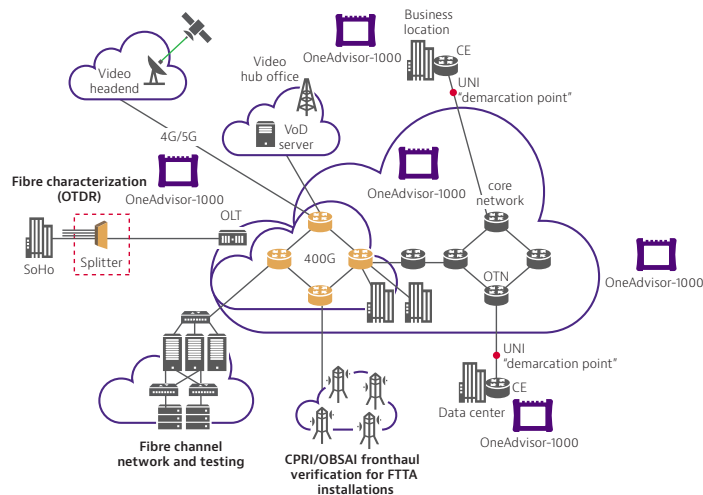 Business
location
OneAdvisor-1000
CE
UNI
“demarcation point”
Video
headend
Video
hub office
VoD
server
4G/5G
Fibre characterization
(OTDR)
OneAdvisor-1000
OneAdvisor-1000
core
network
OLT
SoHo
Splitter
400G
OTN
OneAdvisor-1000
UNI
“demarcation point”
CE
Data center
OneAdvisor-1000
Fibre channel
network and testing
CPRI/OBSAI fronthaul
verification for FTTA
installations